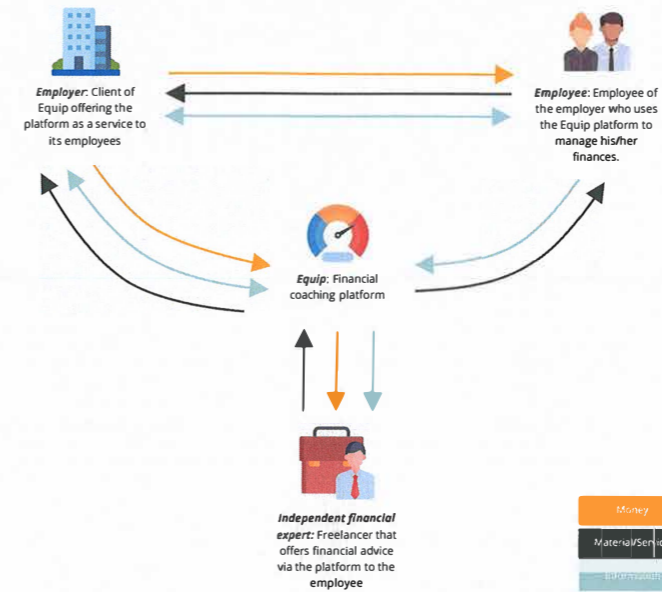 Employer: Client of
Equip offering the
platform as a service to
its employees
Employee: Employee of
the employer who uses
the Equip platform to
manage his/her
finances.
Equip: Financial
coaching platform
Independent financial
expert: Freelancer that
offers financial advice
via the platform to the
employee
Money
Information